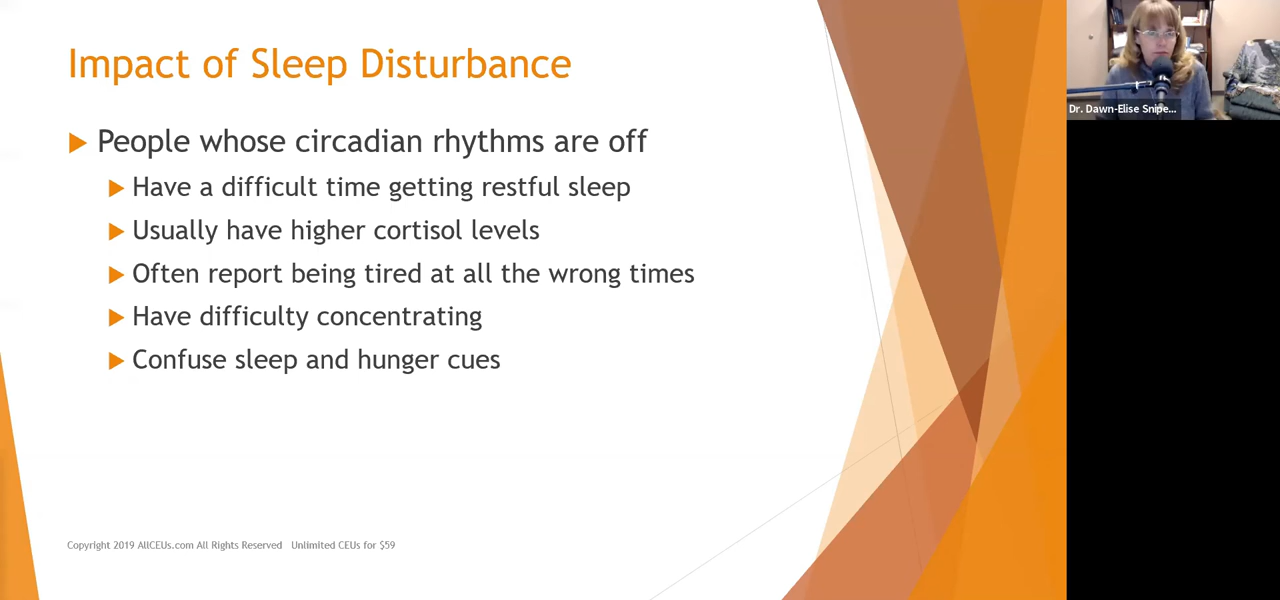 Impact of Sleep Disturbance
People whose circadian rhythms are off
Have a difficult time getting restful sleep
Usually have higher cortisol levels
Often report being tired at all the wrong times
Have difficulty concentrating
Confuse sleep and hunger cues
Copyright 2019 AllCEUs.com All Rights Reserved Unlimited CEUs for $59
Dr. Dawn-Elise Snipe...